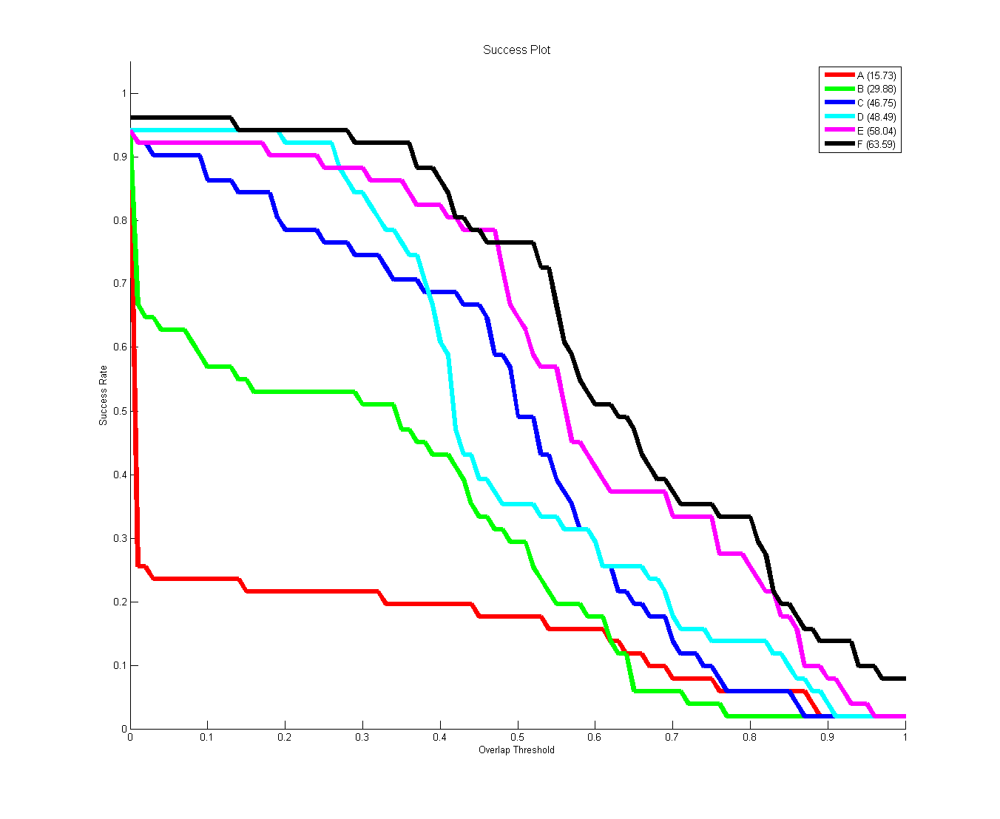 Success Plot
A (15.73)
B (29.88)
C (46.75)
D (48.49)
E (58.04)
F (63.59)
1
0.9
0.8
0.7
0.6
0.5
0.4
0.3
0.2
0.1
0
Success Rate
0 0.1 0.2 0.3 0.4 0.5 0.6 0.7 0.8 0.9 1
Overlap Threshold